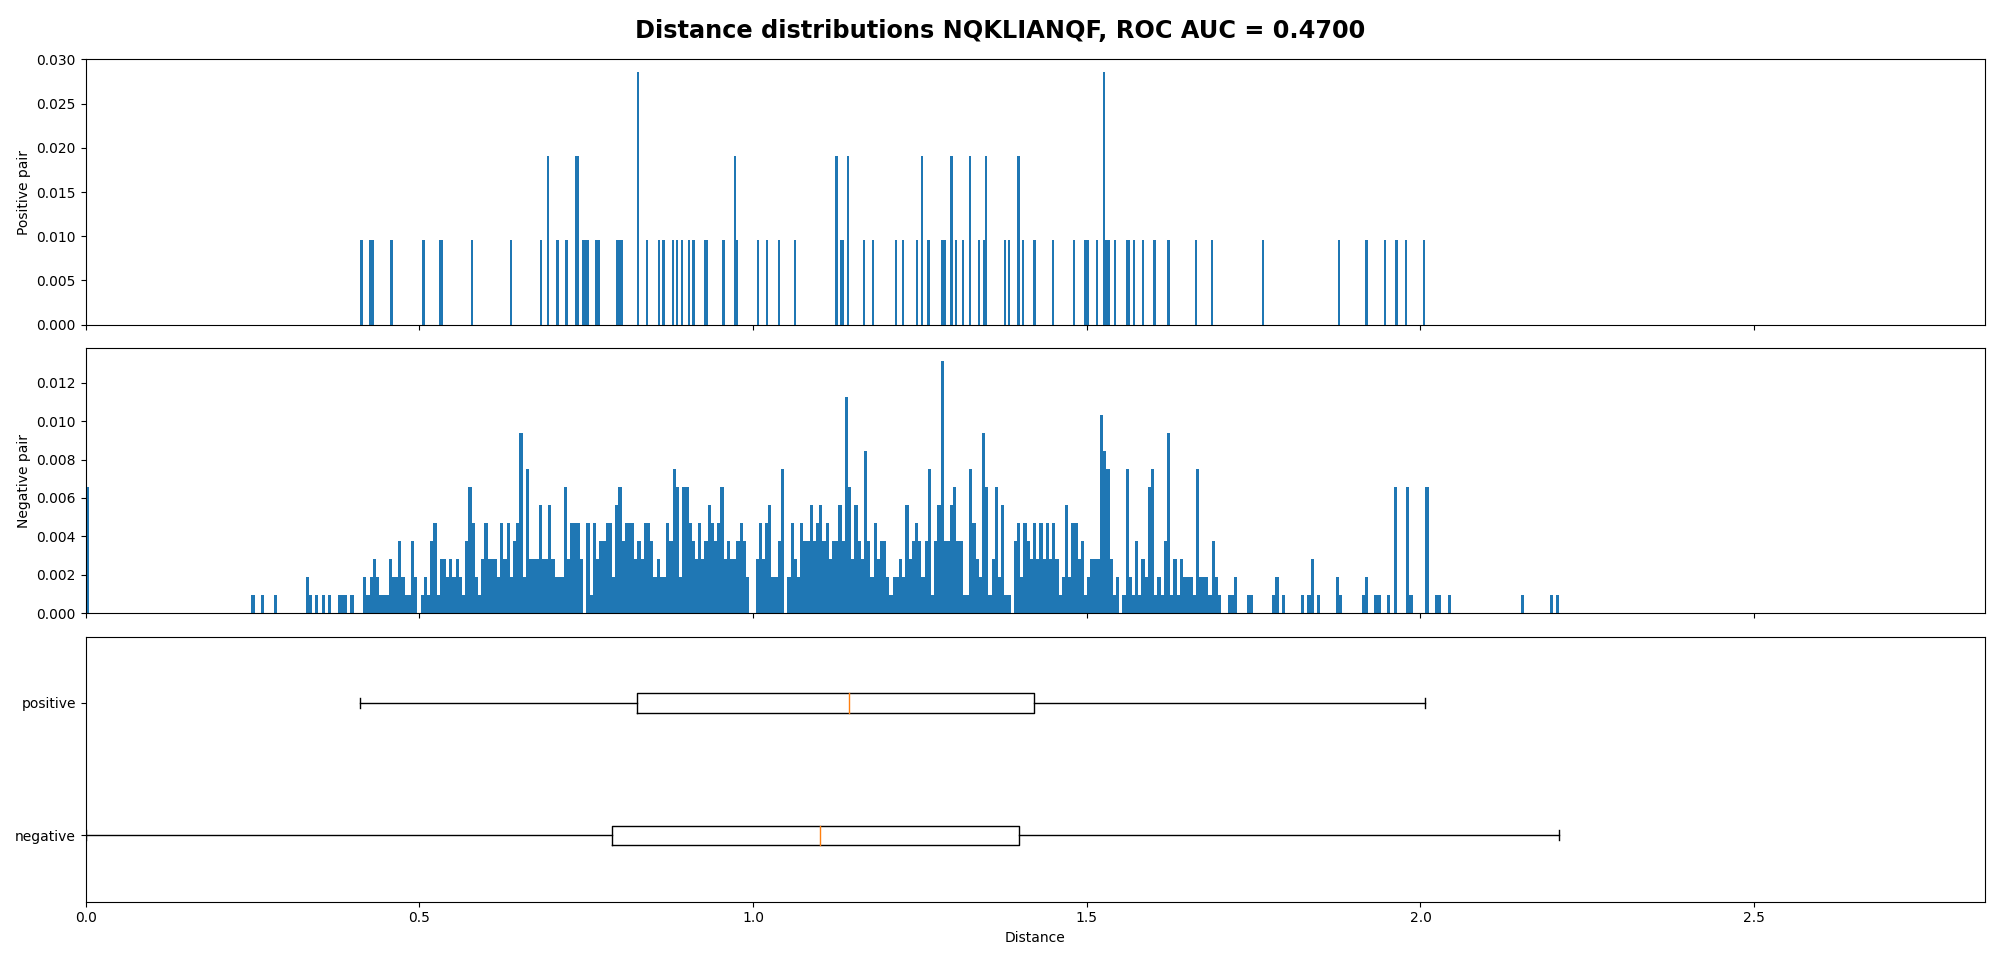 Distance distributions NQKLIANQF, ROC AUC = 0.4700
0.030
0.025
0.020
0.015
0.010
0.005
0.000
Positive pair
0.012
0.010
0.008
0.006
0.004
0.002
0.000
Negative pair
positive
negative
0.0 0.5 1.0 1.5 2.0 2.5
Distance